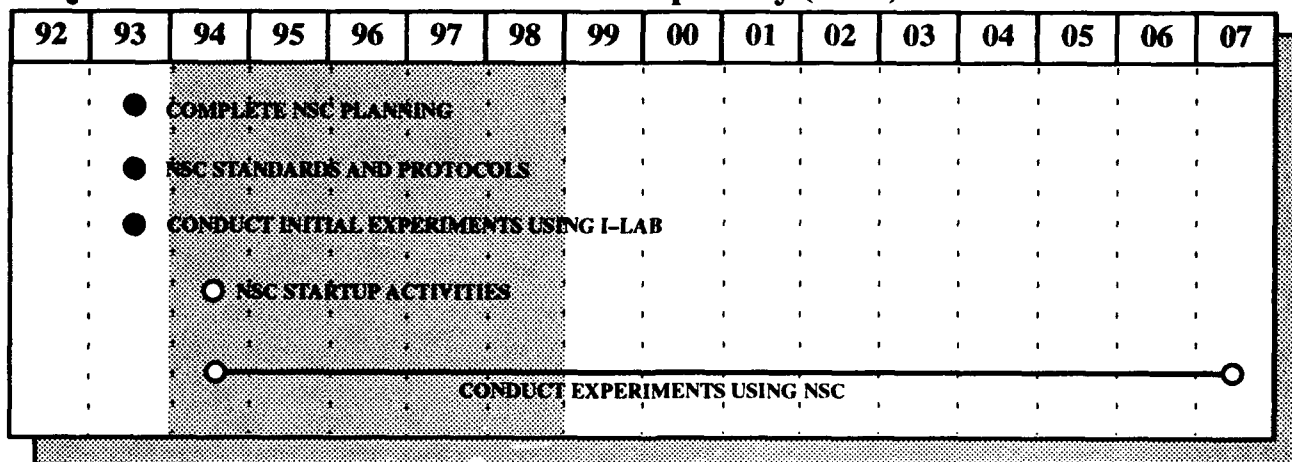 92 93 94 95 96 97 98 99 00 01 02 03 04 05 06 07
COMPLETE NSC PLANNING
NSC STANDARDS AND PROTOCOLS
CONDUCT INITIAL EXPERIMENTS USING I-LAB
NSC STARTUP ACTIVITIES
CONDUCT EXPERIMENTS USING NSC